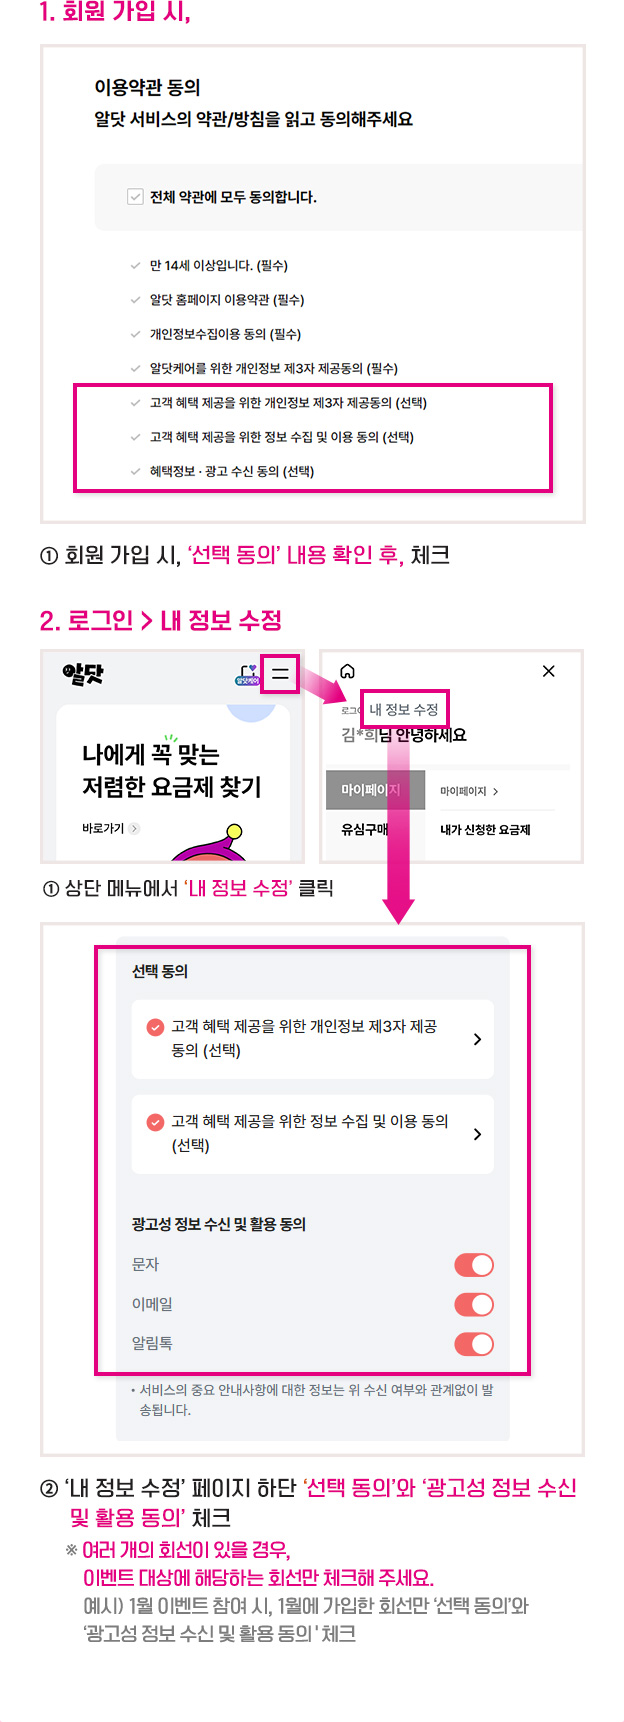 1. 회원 가입 시,
이용약관 동의
알닷 서비스의 약관/방침을 읽고 동의해주세요
전체 약관에 모두 동의합니다.
만 14세 이상입니다. (필수)
알닷 홈페이지 이용약관 (필수)
개인정보수집이용 동의 (필수)
알닷케어를 위한 개인정보 제3자 제공동의 (필수)
고객 혜택 제공을 위한 개인정보 제3자 제공동의 (선택)
고객 혜택 제공을 위한 정보 수집 및 이용 동의 (선택)
혜택정보 · 광고 수신 동의 (선택)
① 회원 가입 시, ‘선택 동의’ 내용 확인 후, 체크
2. 로그인 > 내 정보 수정
알닷
알닷케어
나에게 꼭 맞는
저렴한 요금제 찾기
바로가기
내 정보 수정
김*희님 안녕하세요
마이페이지
마이페이지 >
유심구매
내가 신청한 요금제
① 상단 메뉴에서 ‘내 정보 수정’ 클릭
선택 동의
고객 혜택 제공을 위한 개인정보 제3자 제공
동의 (선택)
고객 혜택 제공을 위한 정보 수집 및 이용 동의
(선택)
광고성 정보 수신 및 활용 동의
문자
이메일
알림톡
• 서비스의 중요 안내사항에 대한 정보는 위 수신 여부와 관계없이 발
송됩니다.
② ‘내 정보 수정’ 페이지 하단 ‘선택 동의’와 ‘광고성 정보 수신
및 활용 동의’ 체크
※ 여러 개의 회선이 있을 경우,
이벤트 대상에 해당하는 회선만 체크해 주세요.
예시) 1월 이벤트 참여 시, 1월에 가입한 회선만 ‘선택 동의’와
‘광고성 정보 수신 및 활용 동의 ' 체크